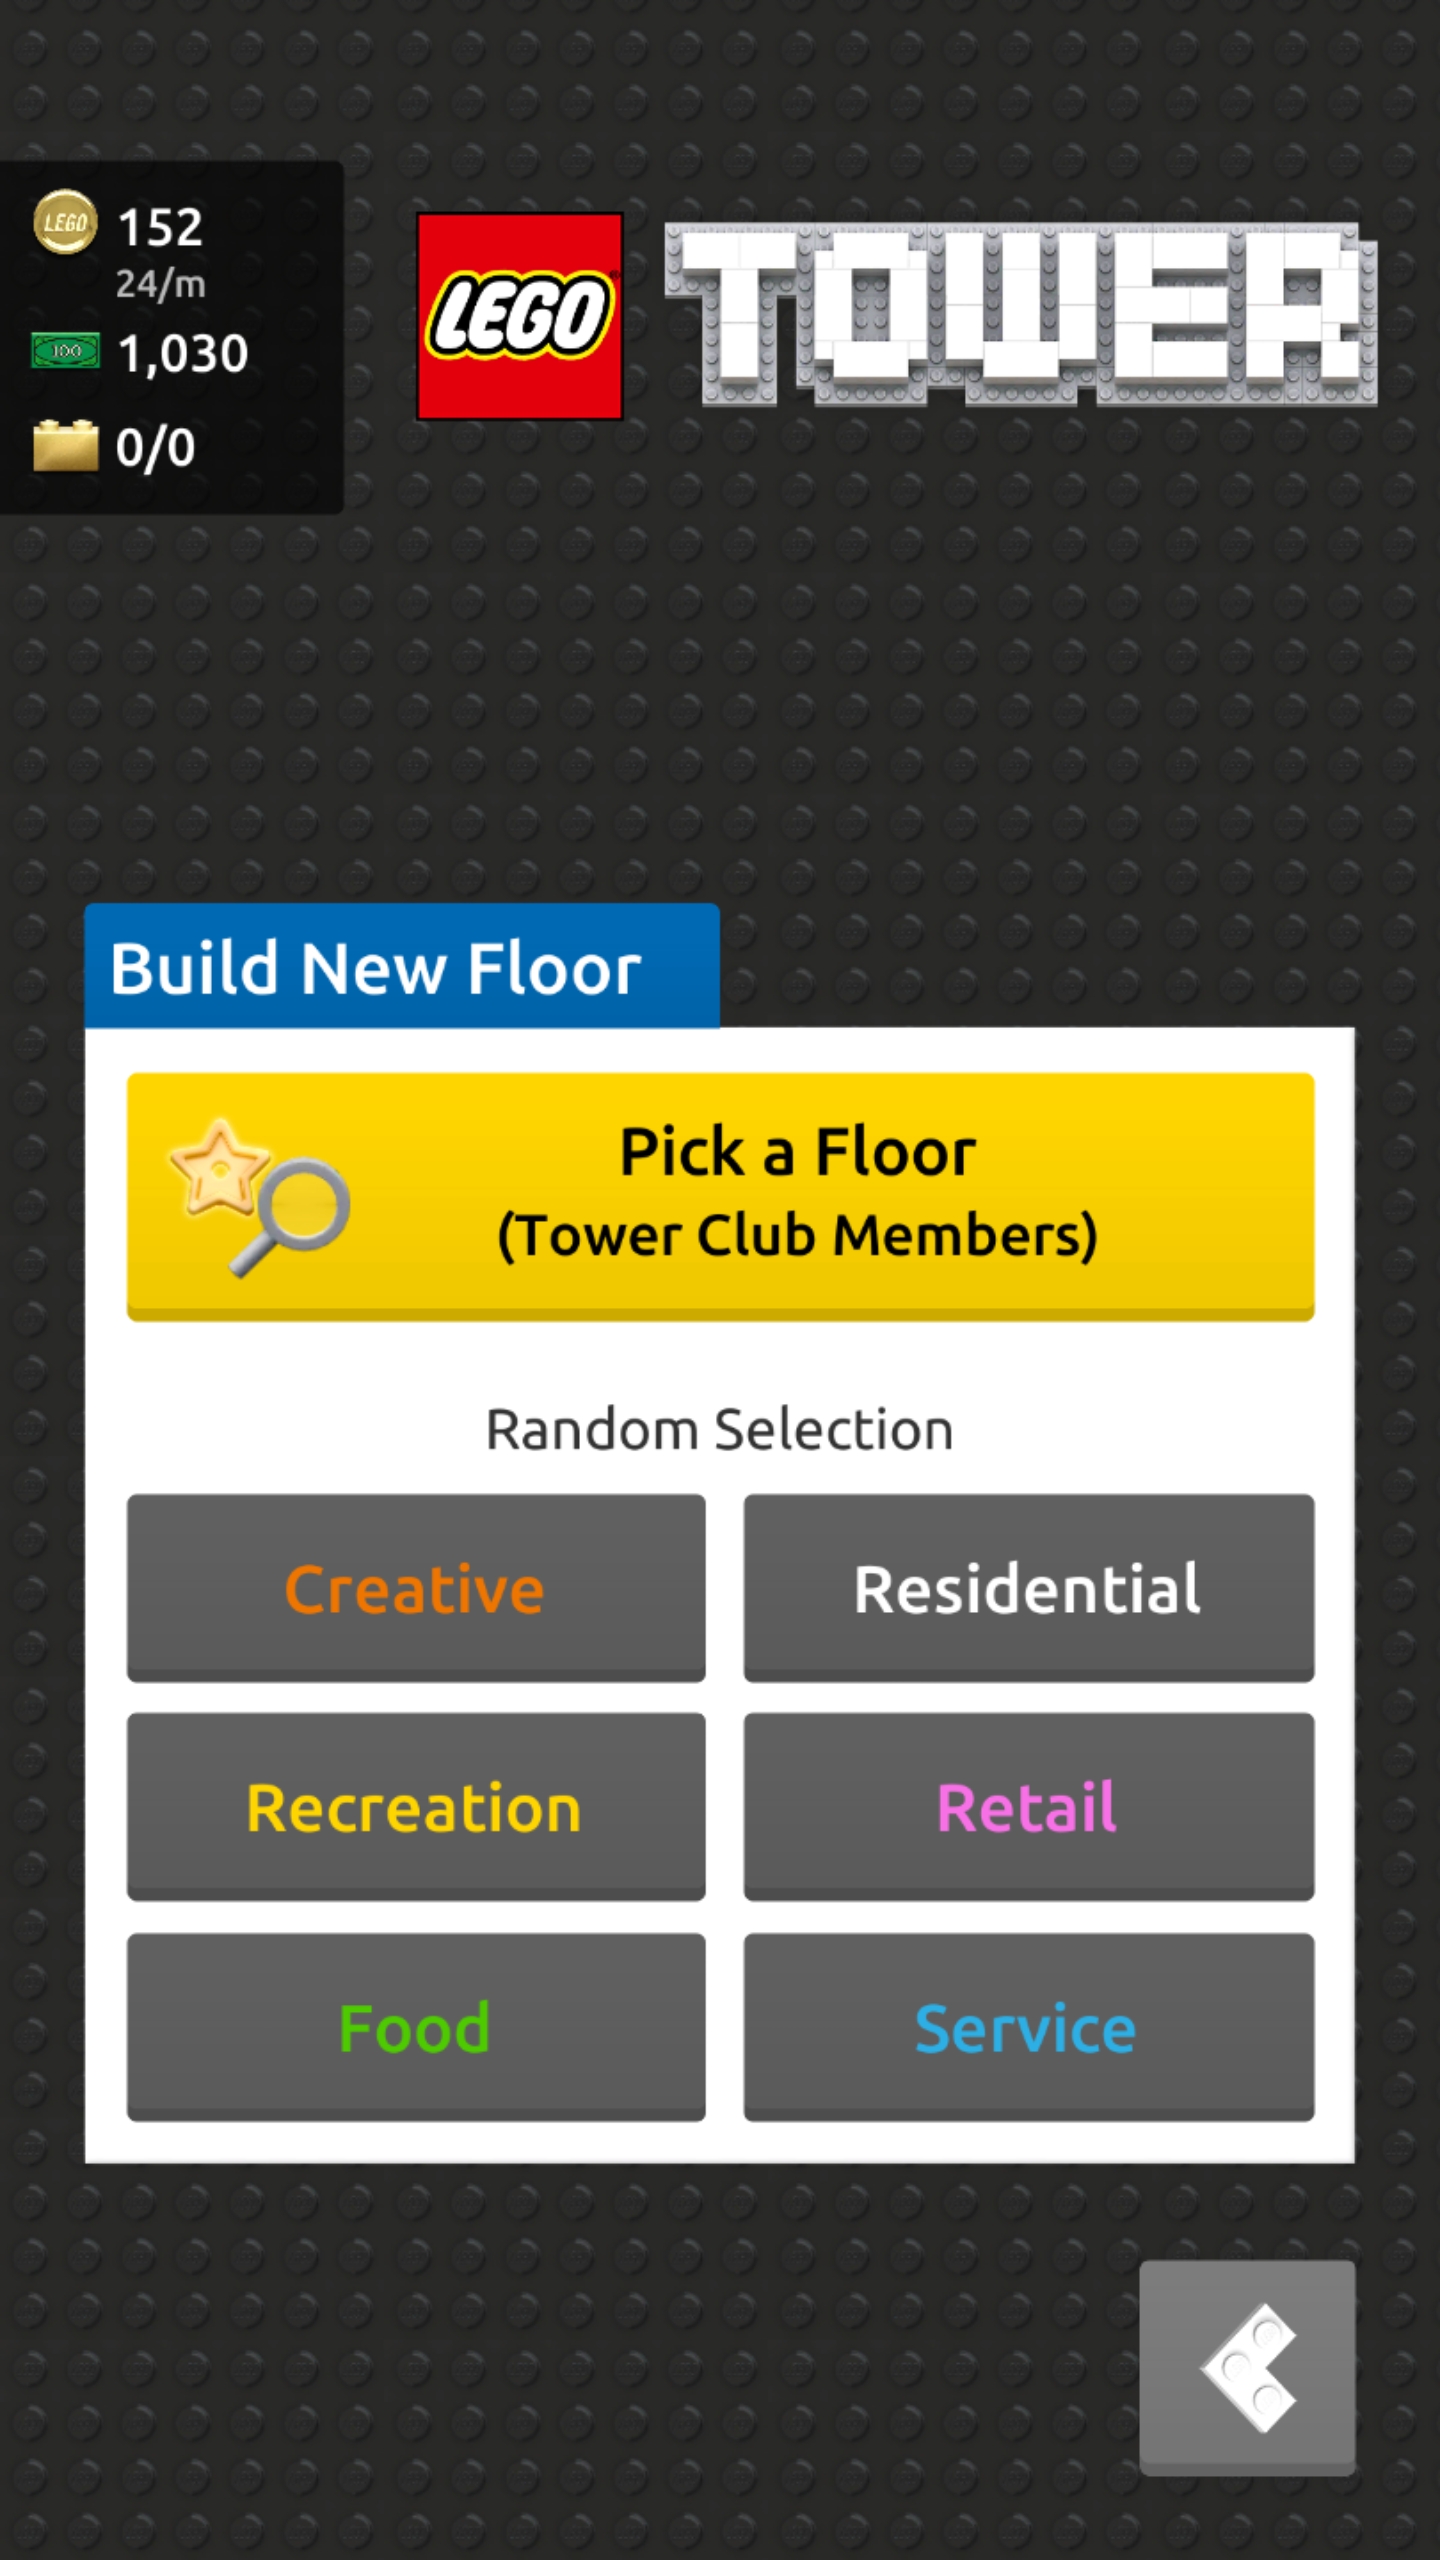 LEGO
152
24/m
100
1,030
0/0
LEGO
TOWER
Build New Floor
Pick a Floor
(Tower Club Members)
Random Selection
Creative
Residential
Recreation
Retail
Food
Service